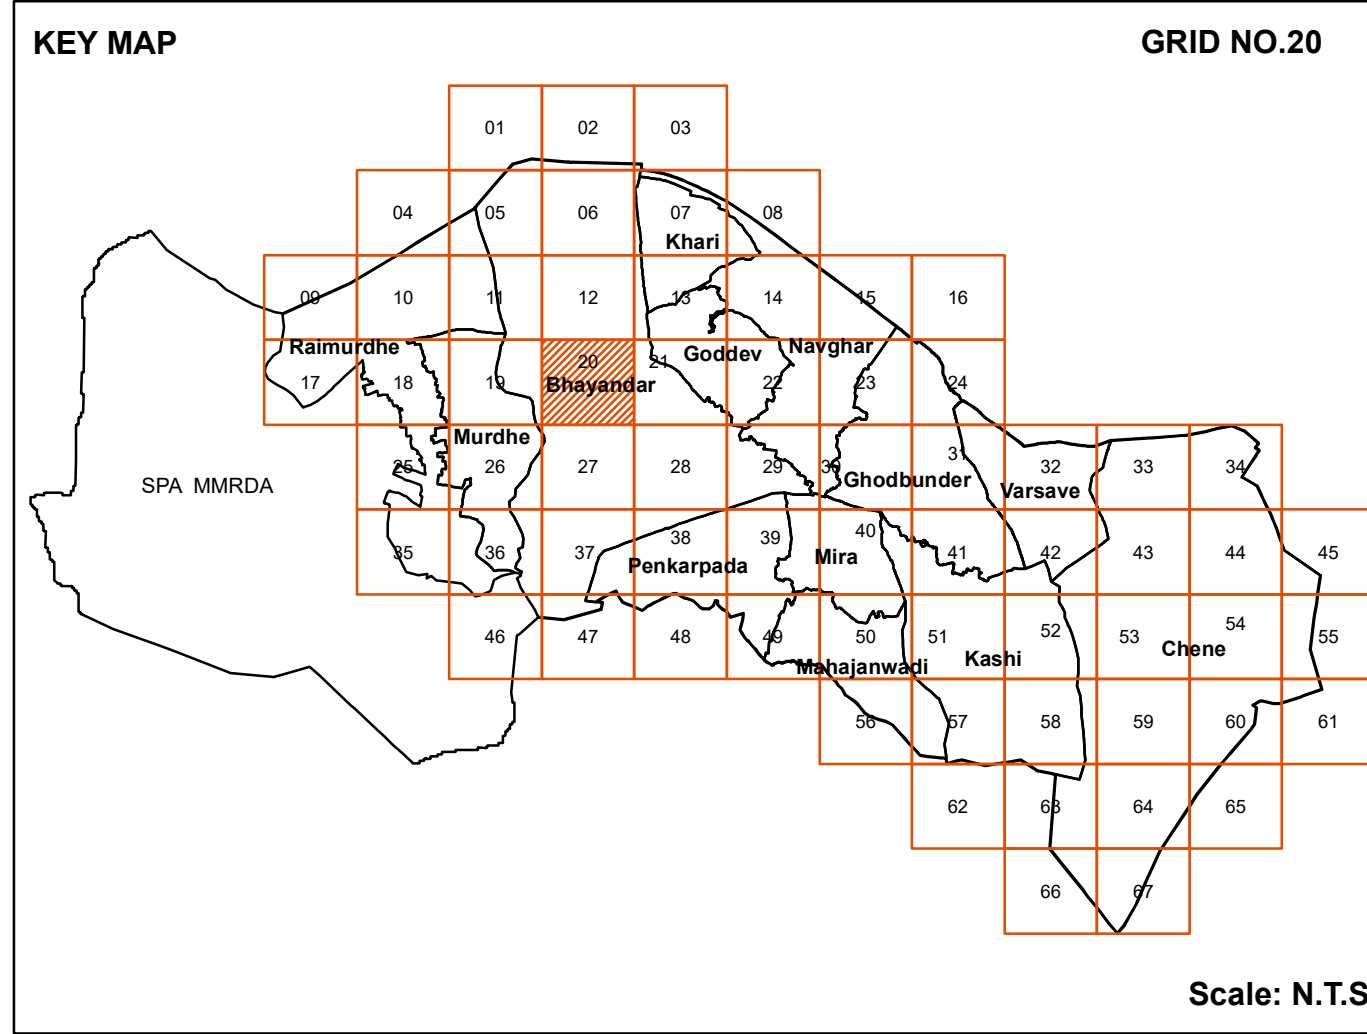 KEY MAP GRID NO.20
01 02 03
04 05 06 07 08
Khari
09 10 11 12 13 14 15 16
Raimurdhe Goddev Navghar
17 18 19 20 21 22 23 24
Bhayandar
Murdhe
25 26 27 28 29 30 31 32 33 34
SPA MMRDA Ghodbunder Varsave
35 36 37 38 39 40 41 42 43 44 45
Penkarpada Mira
46 47 48 49 50 51 52 53 54 55
Mahajanwadi Kashi Chene
56 57 58 59 60 61
62 63 64 65
66 67
Scale: N.T.S